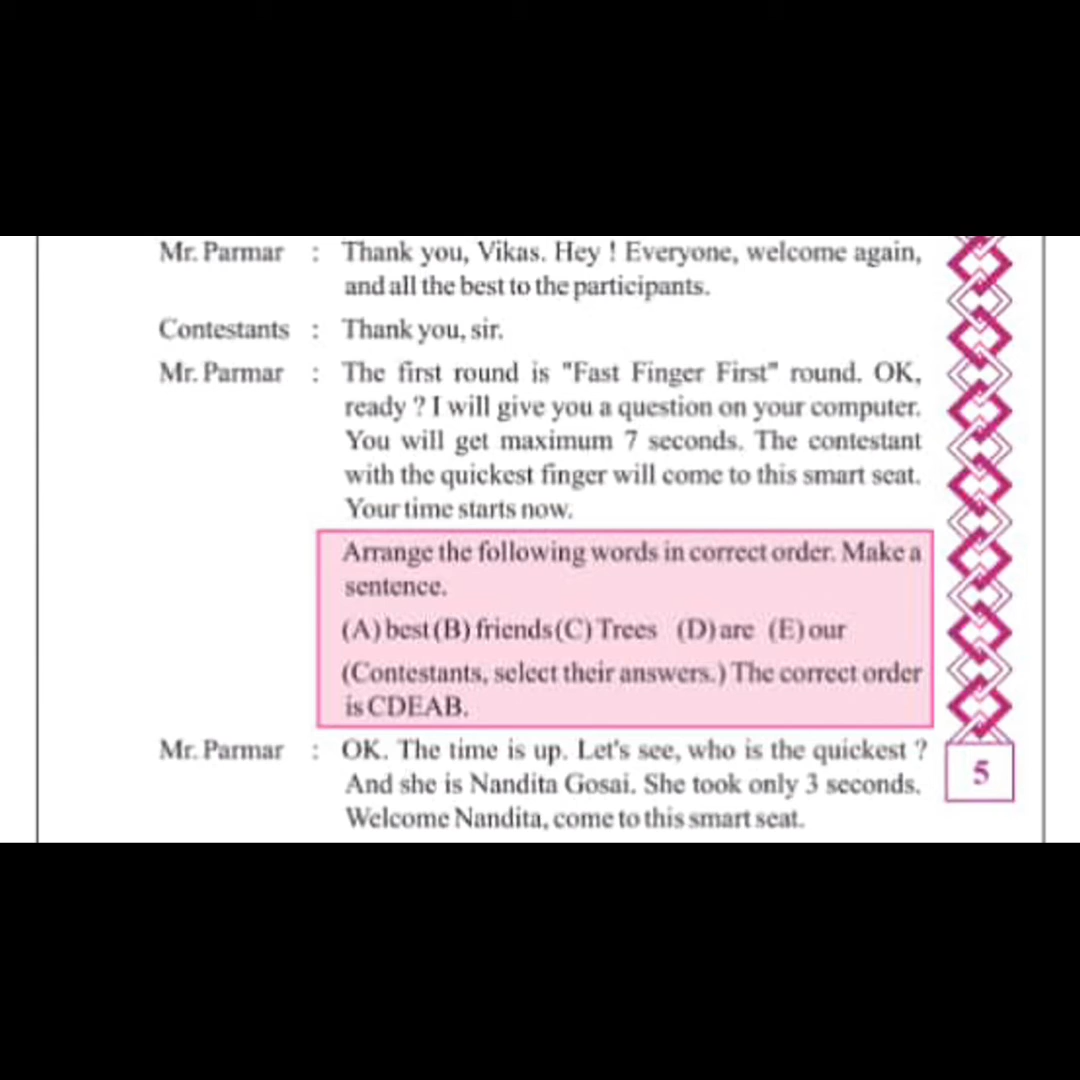 Mr. Parmar : Thank you, Vikas. Hey ! Everyone, welcome again,
and all the best to the participants.
Contestants : Thank you, sir.
Mr. Parmar : The first round is "Fast Finger First" round. OK,
ready ? I will give you a question on your computer.
You will get maximum 7 seconds. The contestant
with the quickest finger will come to this smart seat.
Your time starts now.
Arrange the following words in correct order. Make a
sentence.
(A) best (B) friends (C) Trees (D) are (E) our
(Contestants, select their answers.) The correct order
is CDEAB.
Mr. Parmar : OK. The time is up. Let's see, who is the quickest ?
And she is Nandita Gosai. She took only 3 seconds.
Welcome Nandita, come to this smart seat.
5